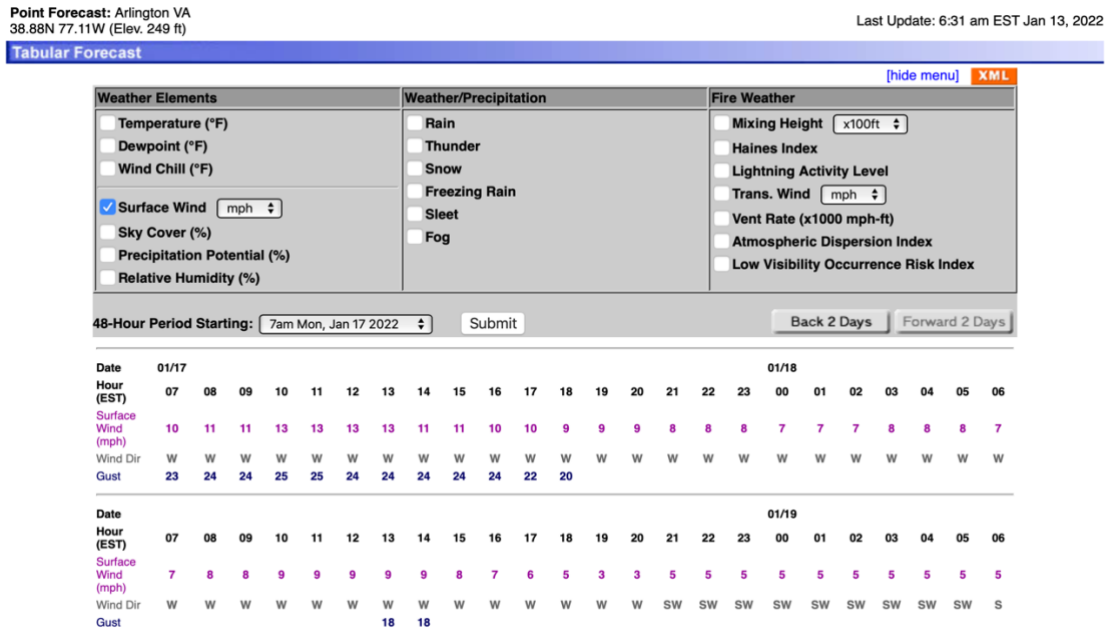 Point Forecast: Arlington VA
38.88N 77.11W (Elev. 249 ft)
Last Update: 6:31 am EST Jan 13, 2022
Tabular Forecast
[hide menu] XML
Weather Elements
Temperature (°F)
Dewpoint (°F)
Wind Chill (°F)
Surface Wind mph
Sky Cover (%)
Precipitation Potential (%)
Relative Humidity (%)
Weather/Precipitation
Rain
Thunder
Snow
Freezing Rain
Sleet
Fog
Fire Weather
Mixing Height x100ft
Haines Index
Lightning Activity Level
Trans. Wind mph
Vent Rate (x1000 mph-ft)
Atmospheric Dispersion Index
Low Visibility Occurrence Risk Index
48-Hour Period Starting: 7am Mon, Jan 17 2022 Submit Back 2 Days Forward 2 Days
Date 01/17 01/18
Hour (EST) 07 08 09 10 11 12 13 14 15 16 17 18 19 20 21 22 23 00 01 02 03 04 05 06
Surface Wind (mph) 10 11 11 13 13 13 13 11 11 10 10 9 9 9 8 8 8 7 7 7 8 8 8 7
Wind Dir W W W W W W W W W W W W W W W W W W W W W W W W
Gust 23 24 24 25 25 24 24 24 24 24 22 20
Date 01/19
Hour (EST) 07 08 09 10 11 12 13 14 15 16 17 18 19 20 21 22 23 00 01 02 03 04 05 06
Surface Wind (mph) 7 8 8 9 9 9 9 9 8 7 6 5 3 3 5 5 5 5 5 5 5 5 5 5
Wind Dir W W W W W W W W W W W W W W SW SW SW SW SW SW SW SW SW S
Gust 18 18